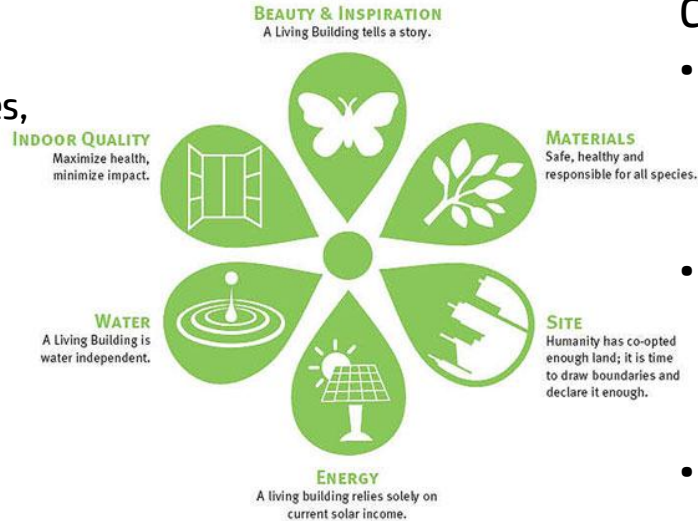 BEAUTY & INSPIRATION
A Living Building tells a story.
INDOOR QUALITY
Maximize health,
minimize impact.
MATERIALS
Safe, healthy and
responsible for all species.
WATER
A Living Building is
water independent.
SITE
Humanity has co-opted
enough land; it is time
to draw boundaries and
declare it enough.
ENERGY
A living building relies solely on
current solar income.